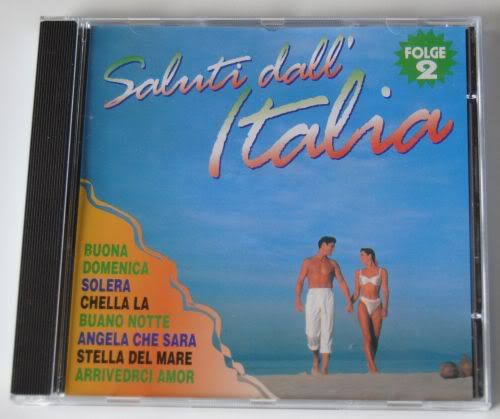 Saluti dall'
Italia
FOLGE
2
BUONA
DOMENICA
SOLERA
CHELLA LA
BUANO NOTTE
ANGELA CHE SARA
STELLA DEL MARE
ARRIVEDRCI AMOR